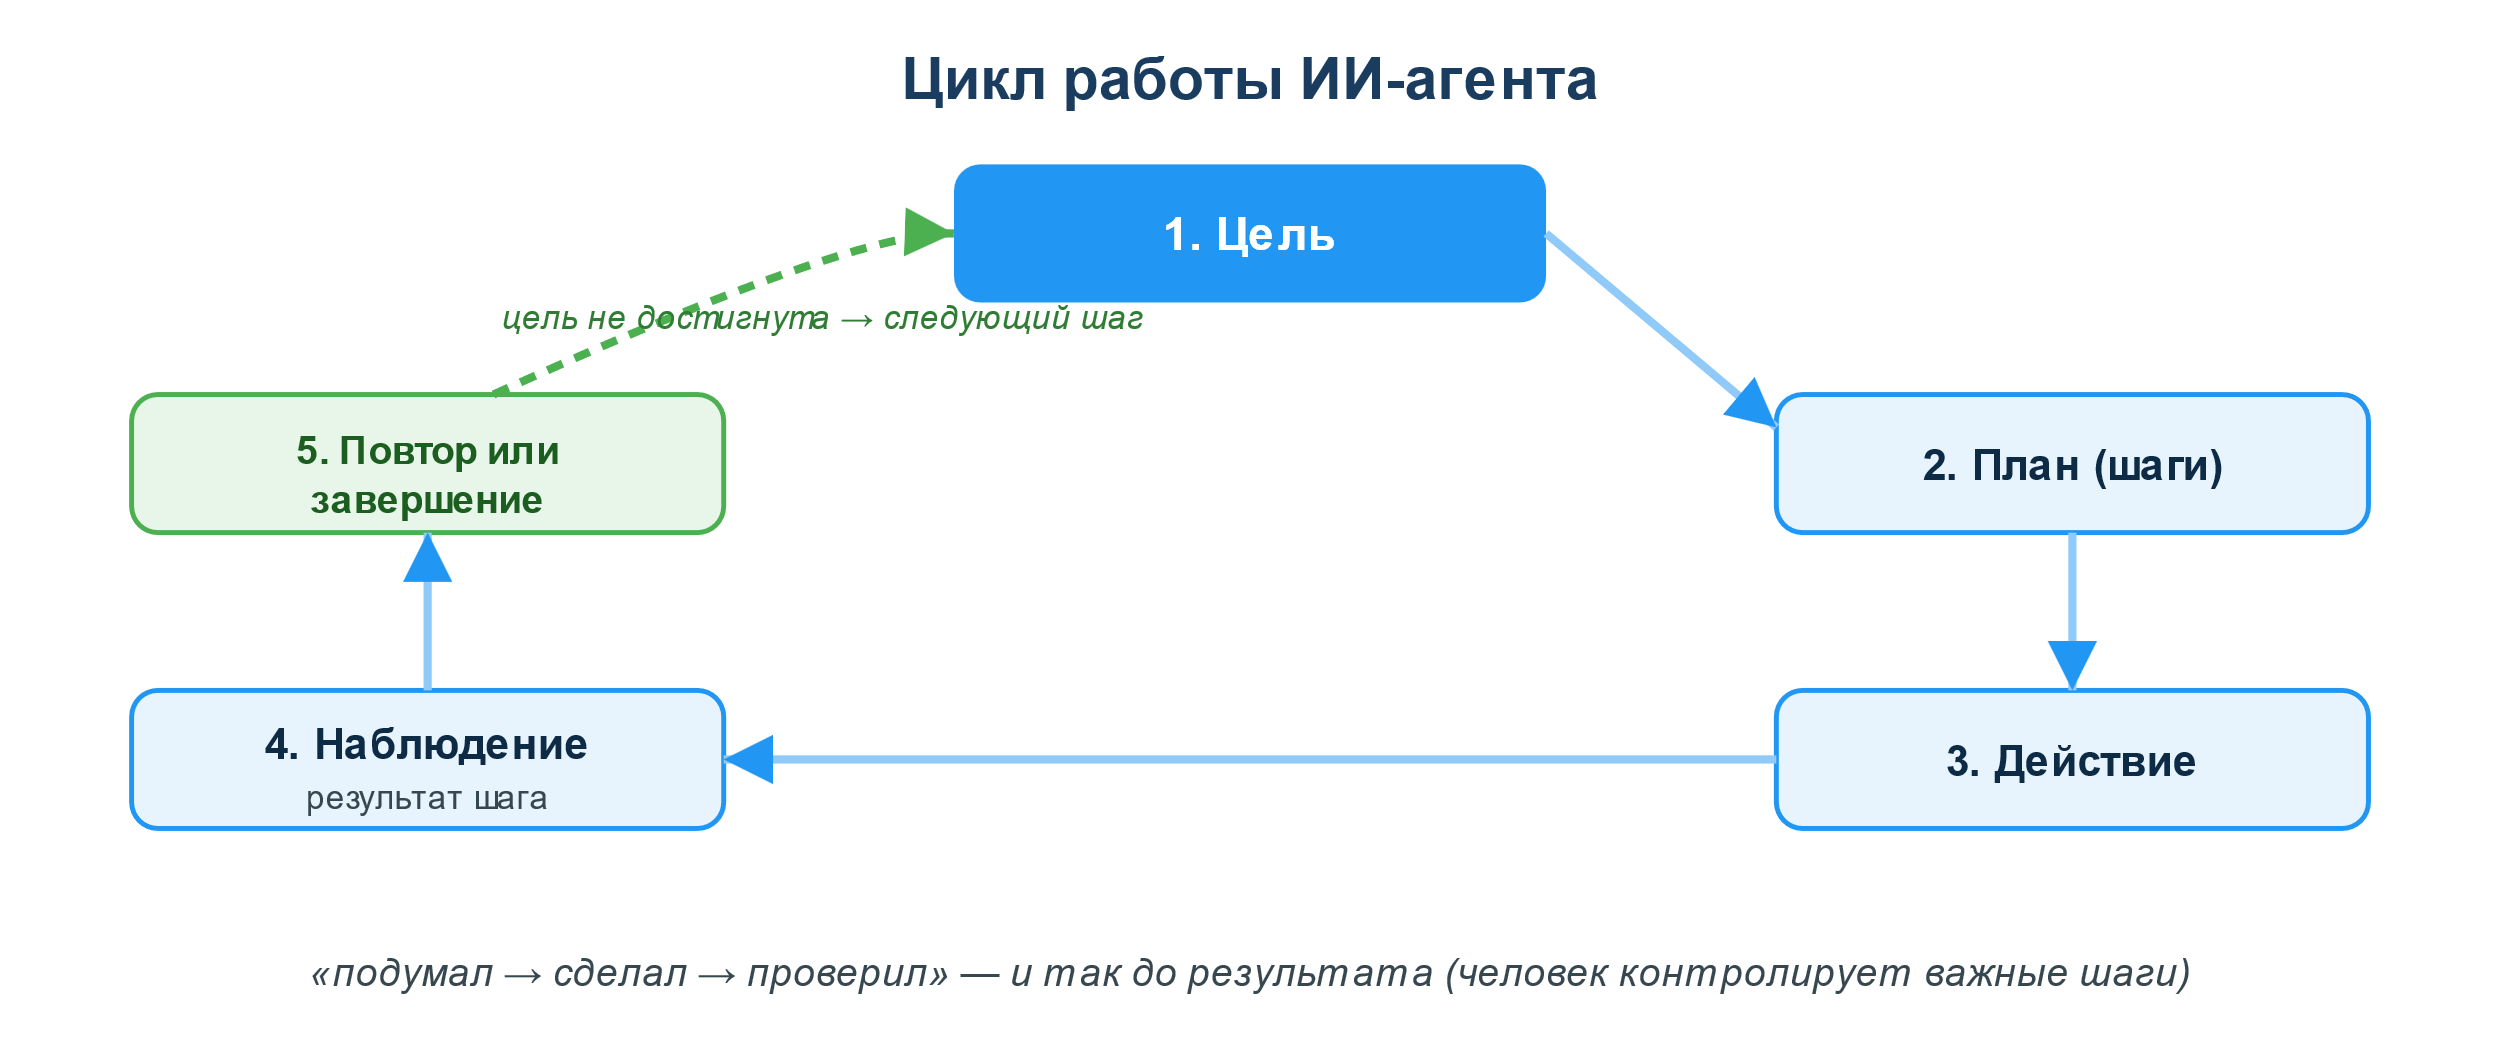 Цикл работы ИИ-агента
1. Цель
цель не достигнута → следующий шаг
5. Повтор или
завершение
2. План (шаги)
4. Наблюдение
результат шага
3. Действие
«подумал → сделал → проверил» — и так до результата (человек контролирует важные шаги)